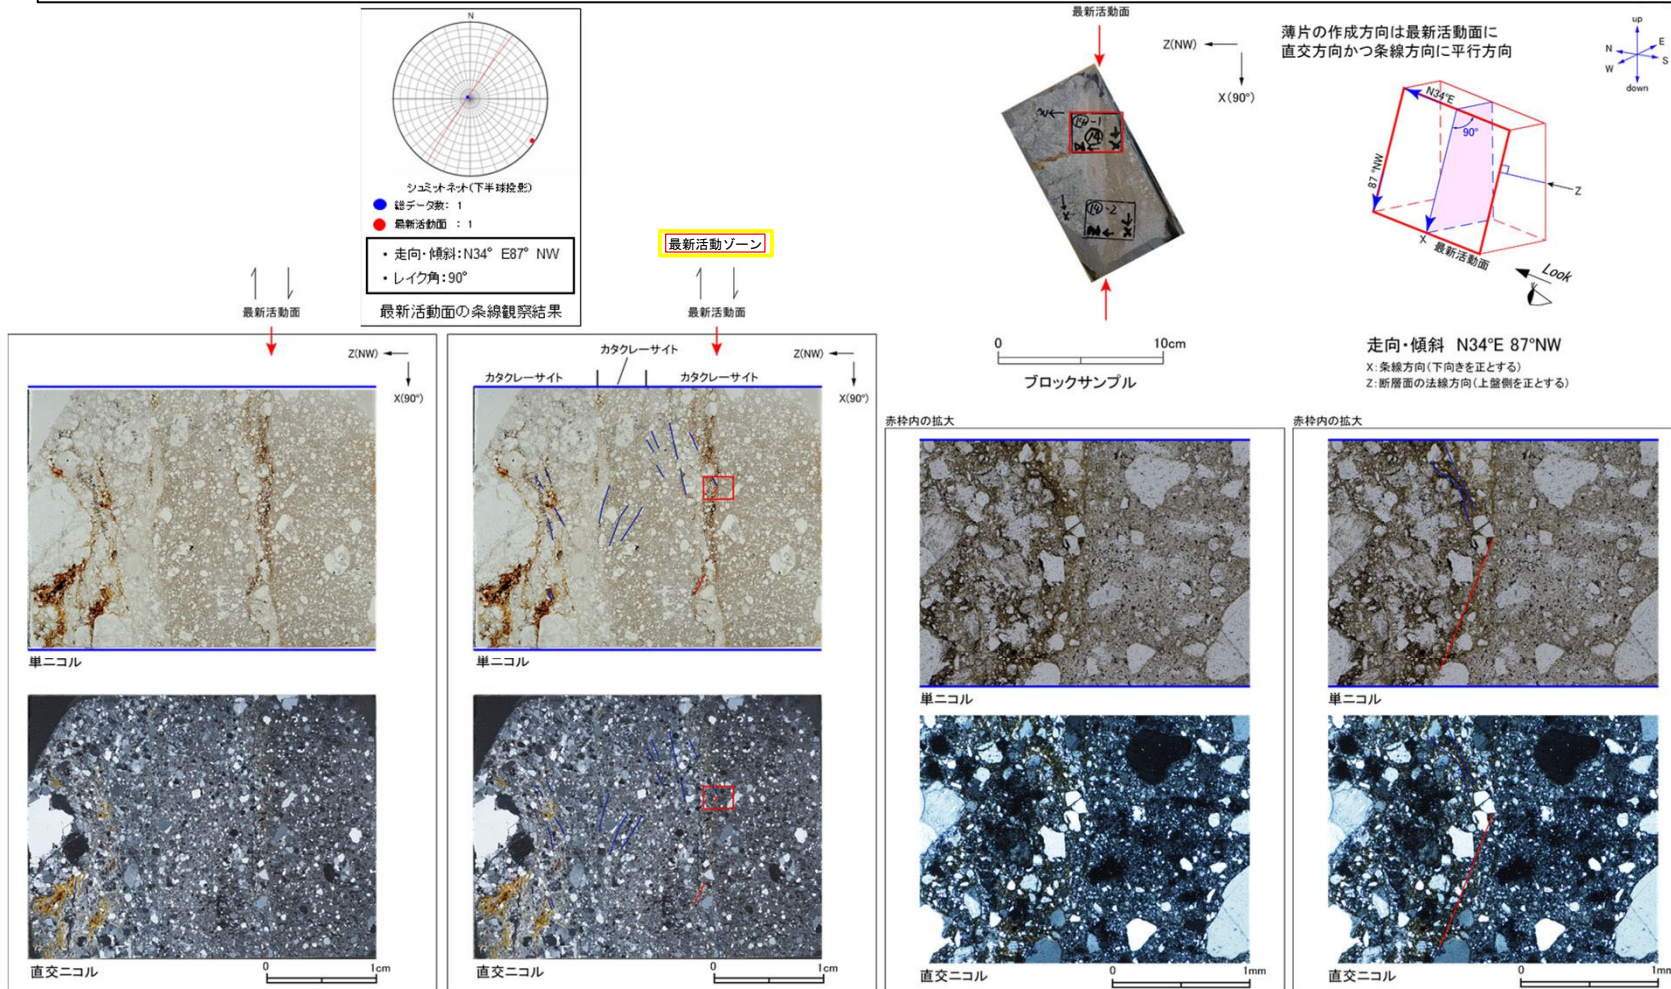 N
シュミットネット(下半球投影)
総データ数: 1
最新活動面 : 1
・走向・傾斜:N34° E87° NW
・レイク角:90°
最新活動面の条線観察結果
最新活動ゾーン
最新活動面
最新活動面
最新活動面
Z(NW)
X(90°)
14-1
14
14-2
X
0 10cm
ブロックサンプル
薄片の作成方向は最新活動面に
直交方向かつ条線方向に平行方向
up
N E
W S
down
N34°E
90°
87°NW
Z
X 最新活動面
Look
走向・傾斜 N34°E 87°NW
X:条線方向(下向きを正とする)
Z:断層面の法線方向(上盤側を正とする)
Z(NW)
X(90°)
単ニコル
直交ニコル
0 1cm
カタクレーサイト
カタクレーサイト カタクレーサイト
Z(NW)
X(90°)
単ニコル
直交ニコル
0 1cm
赤枠内の拡大
単ニコル
直交ニコル
0 1mm
赤枠内の拡大
単ニコル
直交ニコル
0 1mm